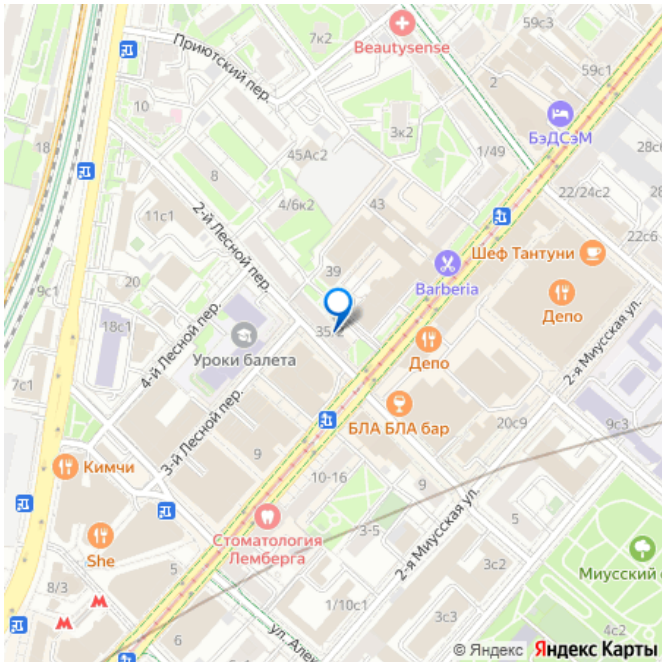 7к2
59с3
59с1
Приютский пер.
Beautysense
2
10
3к2
БэДСэМ
18
45Ас2
1/49
28с6
8
22/24с2
4/6к2
43
11с1
2-й Лесной пер.
22с6
Шеф Тантуни
39
Barberia
9с1
20
Депо
35/2
18с1
4-й Лесной пер.
Уроки балета
Депо
2-я Миусская ул.
7с1
3-й Лесной пер.
БЛА БЛА бар
20с9
9с3
9
Кимчи
10-16
9
2-я Миусская ул.
Стоматология
Лемберга
3-5
5
She
5
3с2
Миусский с
8/3
1/10с1
3с3
6
ул. Але
4с2
© Яндекс Яндекс Карты